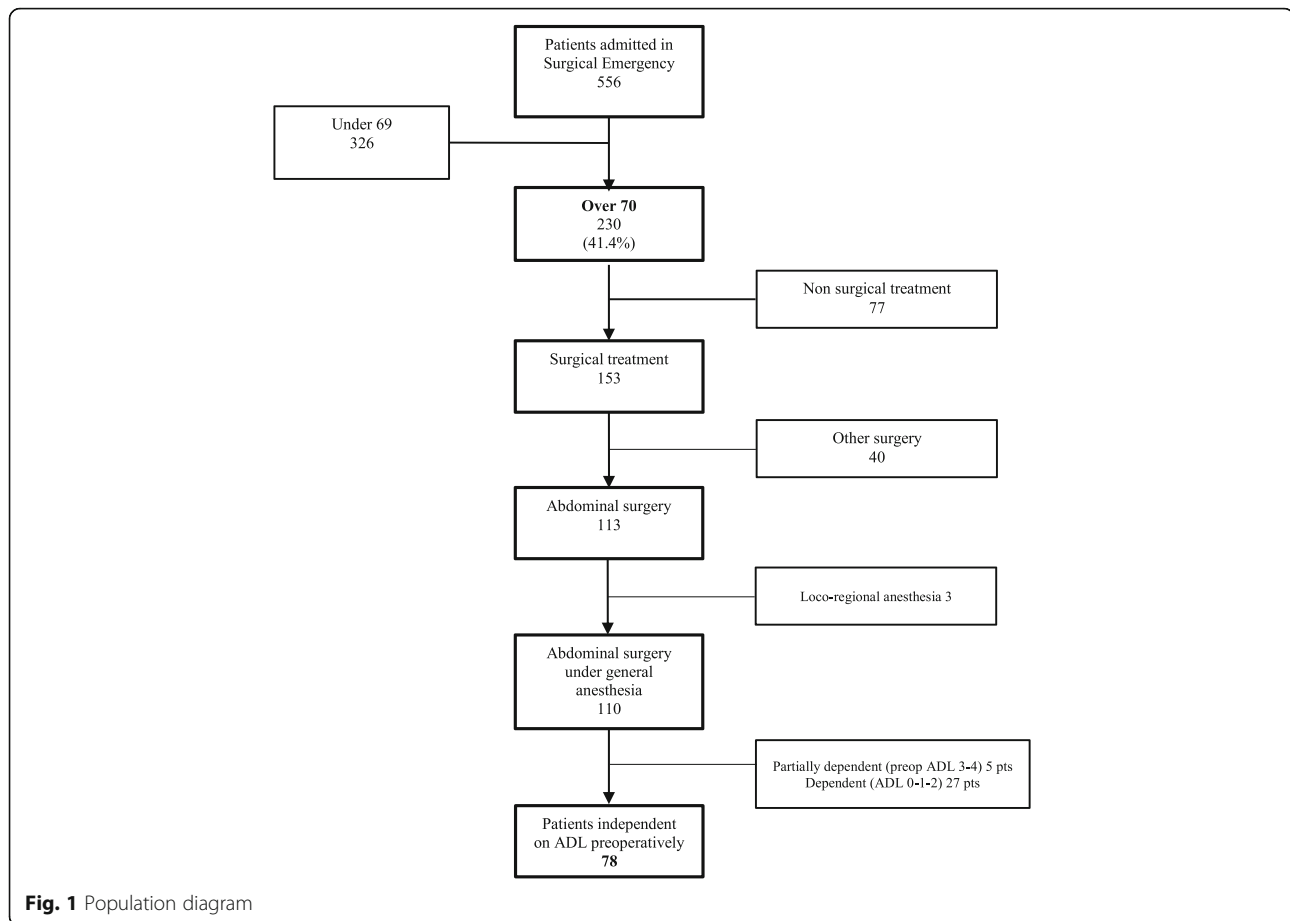 Patients admitted in
Surgical Emergency
556
Under 69
326
Over 70
230
(41.4%)
Non surgical treatment
77
Surgical treatment
153
Other surgery
40
Abdominal surgery
113
Loco-regional anesthesia 3
Abdominal surgery
under general
anesthesia
110
Partially dependent (preop ADL 3-4) 5 pts
Dependent (ADL 0-1-2) 27 pts
Patients independent
on ADL preoperatively
78
Fig. 1 Population diagram